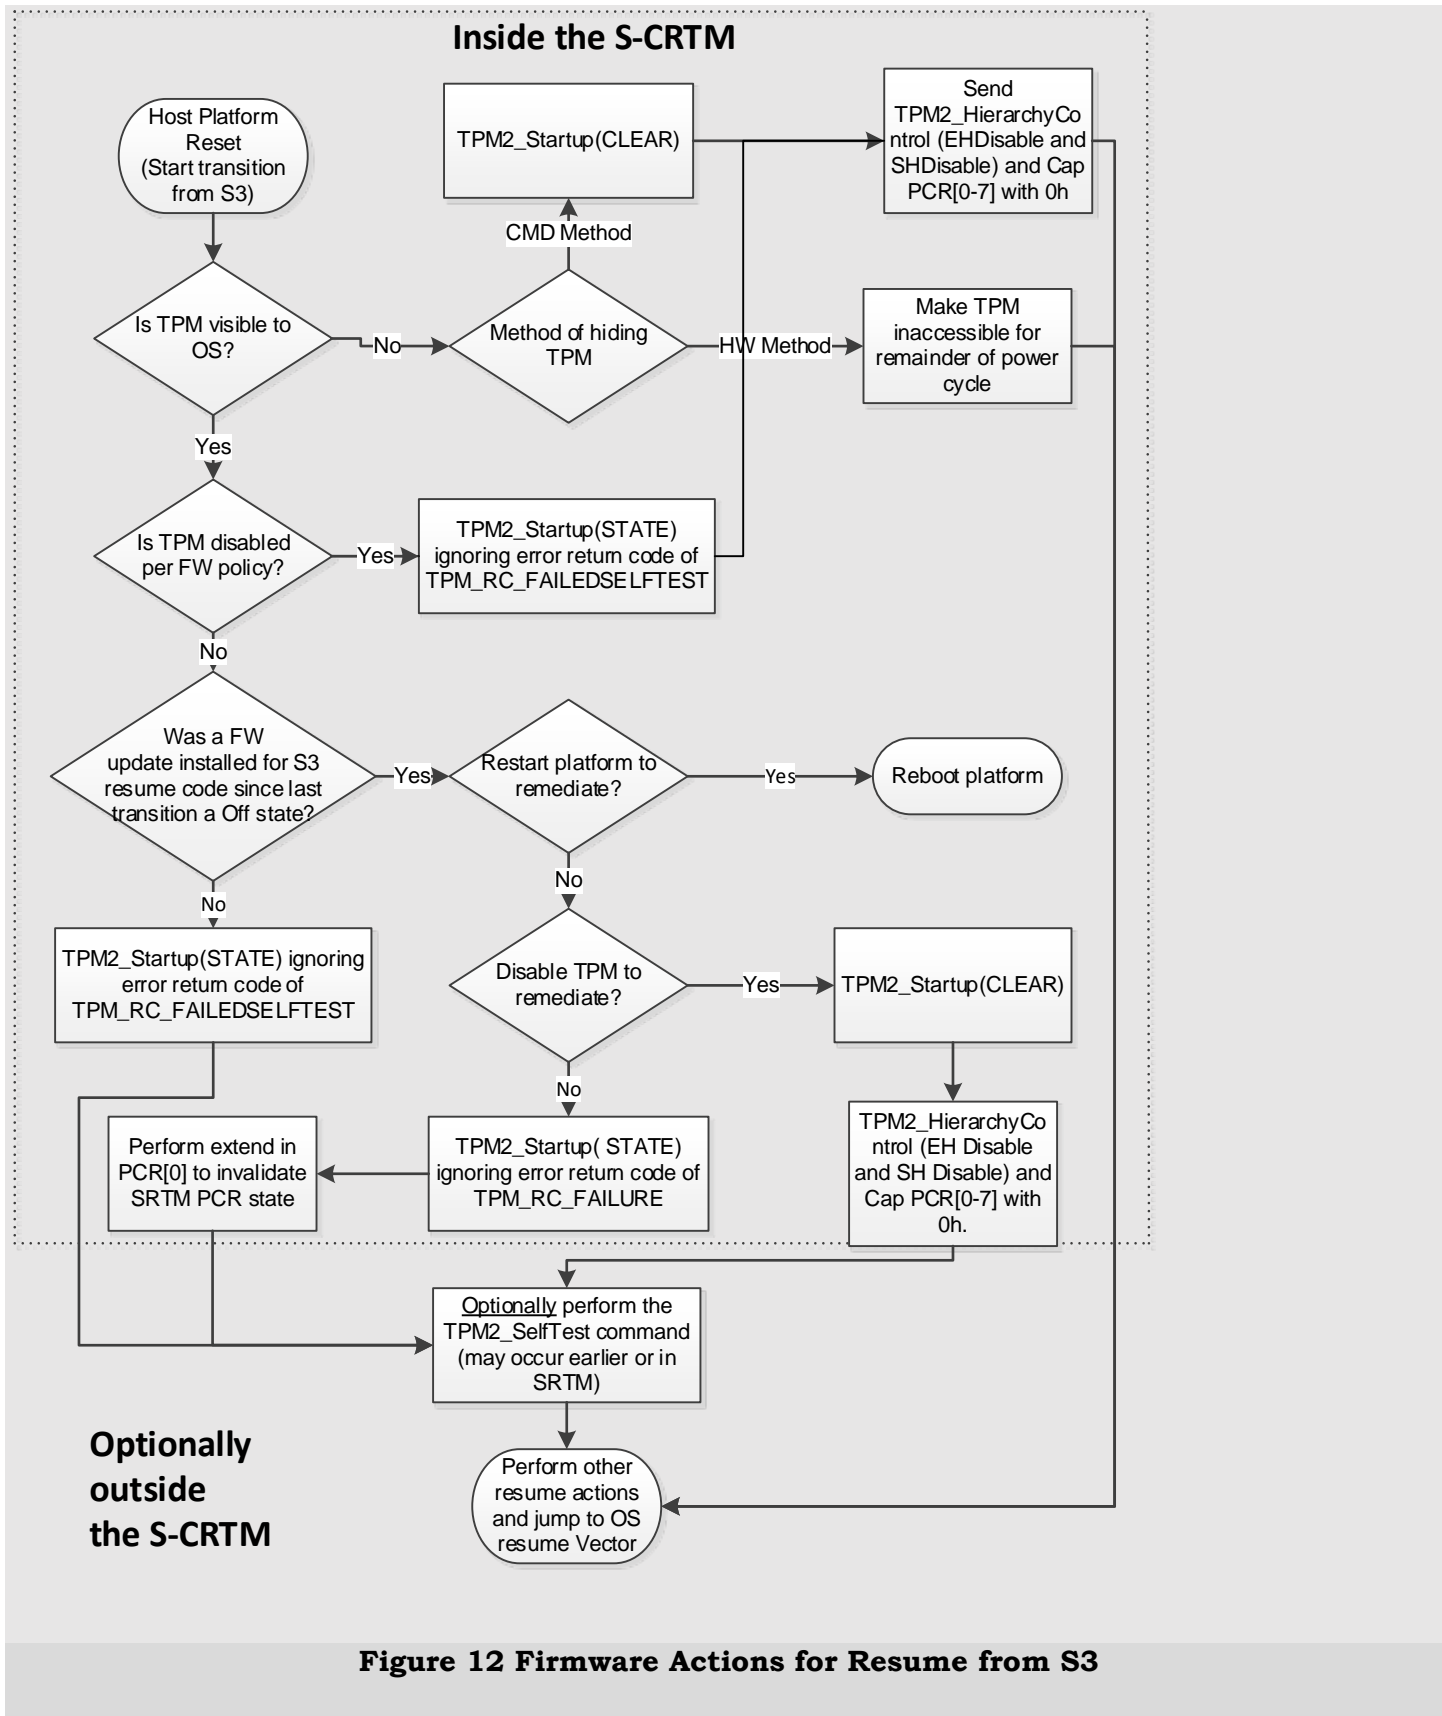 Inside the S-CRTM
Host Platform
Reset
(Start transition
from S3)
TPM2_Startup(CLEAR)
Send
TPM2_HierarchyCo
ntrol (EHDisable and
SHDisable) and Cap
PCR[0-7] with 0h
CMD Method
Is TPM visible to
OS?
No
Method of hiding
TPM
HW Method
Make TPM
inaccessible for
remainder of power
cycle
Yes
Is TPM disabled
per FW policy?
Yes
TPM2_Startup(STATE)
ignoring error return code of
TPM_RC_FAILEDSELFTEST
No
Was a FW
update installed for S3
resume code since last
transition a Off state?
Yes
Restart platform to
remediate?
Yes
Reboot platform
No
No
TPM2_Startup(STATE) ignoring
error return code of
TPM_RC_FAILEDSELFTEST
Disable TPM to
remediate?
Yes
TPM2_Startup(CLEAR)
No
Perform extend in
PCR[0] to invalidate
SRTM PCR state
TPM2_Startup( STATE)
ignoring error return code of
TPM_RC_FAILURE
TPM2_HierarchyCo
ntrol (EH Disable
and SH Disable) and
Cap PCR[0-7] with
0h.
Optionally perform the
TPM2_SelfTest command
(may occur earlier or in
SRTM)
Optionally
outside
the S-CRTM
Perform other
resume actions
and jump to OS
resume Vector
Figure 12 Firmware Actions for Resume from S3